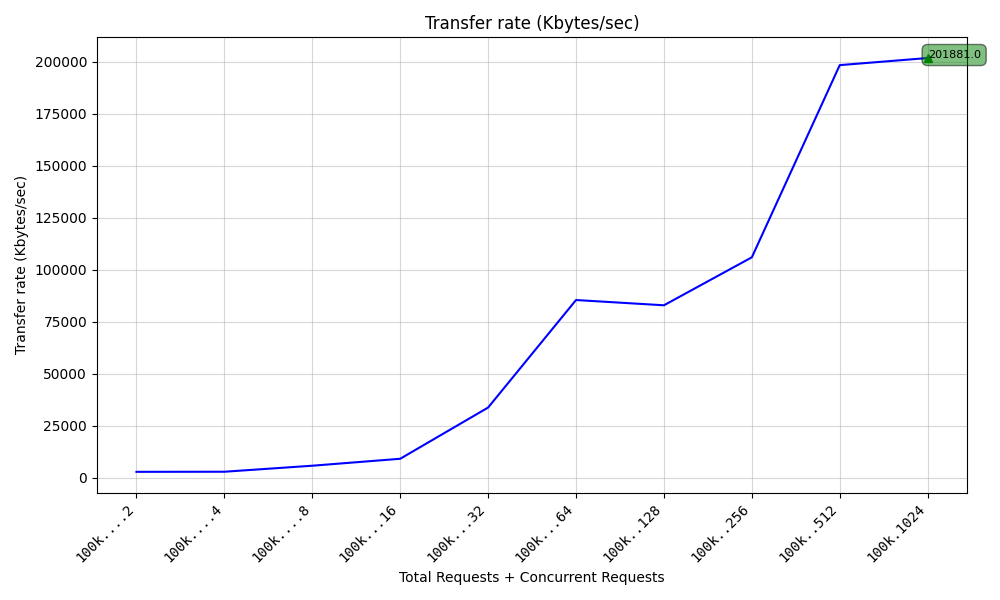 Transfer rate (Kbytes/sec)
201881.0
200000
175000
150000
125000
100000
75000
50000
25000
0
Transfer rate (Kbytes/sec)
100k....2
100k....4
100k....8
100k...16
100k...32
100k...64
100k..128
100k..256
100k..512
100k.1024
Total Requests + Concurrent Requests